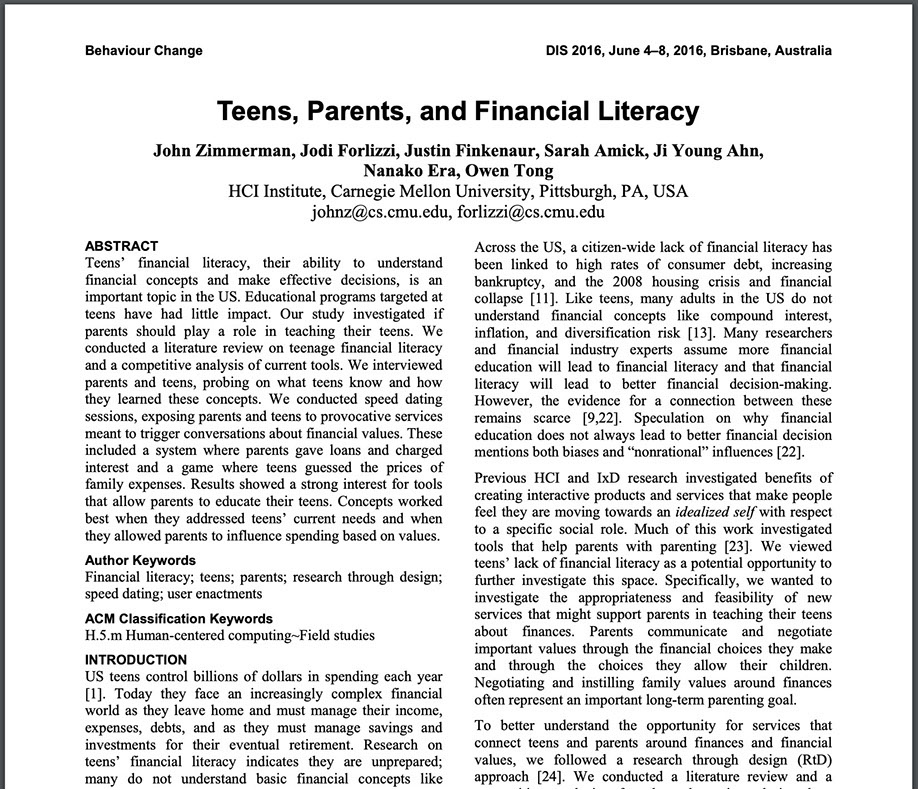 Behaviour Change
DIS 2016, June 4–8, 2016, Brisbane, Australia
Teens, Parents, and Financial Literacy
John Zimmerman, Jodi Forlizzi, Justin Finkenaur, Sarah Amick, Ji Young Ahn,
Nanako Era, Owen Tong
HCI Institute, Carnegie Mellon University, Pittsburgh, PA, USA
johnz@cs.cmu.edu, forlizzi@cs.cmu.edu
ABSTRACT
Teens’ financial literacy, their ability to understand
financial concepts and make effective decisions, is an
important topic in the US. Educational programs targeted at
teens have had little impact. Our study investigated if
parents should play a role in teaching their teens. We
conducted a literature review on teenage financial literacy
and a competitive analysis of current tools. We interviewed
parents and teens, probing on what teens know and how
they learned these concepts. We conducted speed dating
sessions, exposing parents and teens to provocative services
meant to trigger conversations about financial values. These
included a system where parents gave loans and charged
interest and a game where teens guessed the prices of
family expenses. Results showed a strong interest for tools
that allow parents to educate their teens. Concepts worked
best when they addressed teens’ current needs and when
they allowed parents to influence spending based on values.
Author Keywords
Financial literacy; teens; parents; research through design;
speed dating; user enactments
ACM Classification Keywords
H.5.m Human-centered computing~Field studies
INTRODUCTION
US teens control billions of dollars in spending each year
[1]. Today they face an increasingly complex financial
world as they leave home and must manage their income,
expenses, debts, and as they must manage savings and
investments for their eventual retirement. Research on
teens’ financial literacy indicates they are unprepared;
many do not understand basic financial concepts like
Across the US, a citizen-wide lack of financial literacy has
been linked to high rates of consumer debt, increasing
bankruptcy, and the 2008 housing crisis and financial
collapse [11]. Like teens, many adults in the US do not
understand financial concepts like compound interest,
inflation, and diversification risk [13]. Many researchers
and financial industry experts assume more financial
education will lead to financial literacy and that financial
literacy will lead to better financial decision-making.
However, the evidence for a connection between these
remains scarce [9,22]. Speculation on why financial
education does not always lead to better financial decision
mentions both biases and “nonrational” influences [22].
Previous HCI and IxD research investigated benefits of
creating interactive products and services that make people
feel they are moving towards an idealized self with respect
to a specific social role. Much of this work investigated
tools that help parents with parenting [23]. We viewed
teens’ lack of financial literacy as a potential opportunity to
further investigate this space. Specifically, we wanted to
investigate the appropriateness and feasibility of new
services that might support parents in teaching their teens
about finances. Parents communicate and negotiate
important values through the financial choices they make
and through the choices they allow their children.
Negotiating and instilling family values around finances
often represent an important long-term parenting goal.
To better understand the opportunity for services that
connect teens and parents around finances and financial
values, we followed a research through design (RtD)
approach [24]. We conducted a literature review and a